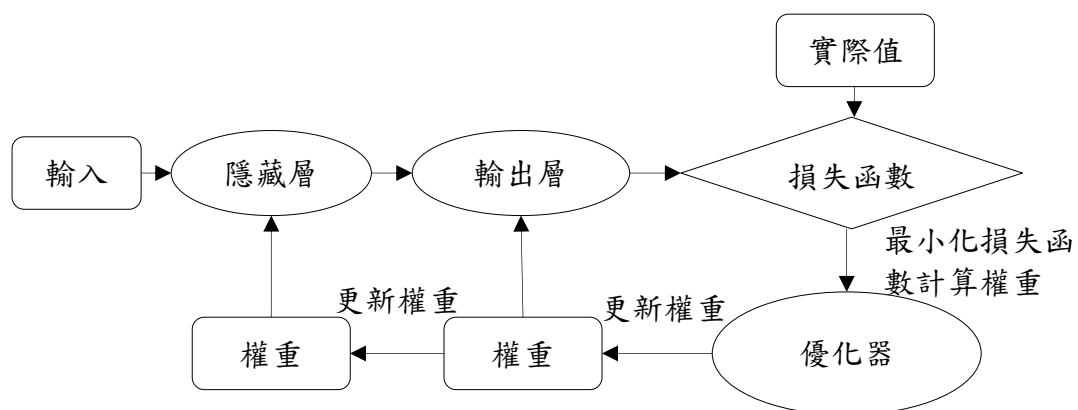 實際值
輸入
隱藏層
輸出層
損失函數
最小化損失函
數計算權重
更新權重
更新權重
權重
權重
優化器